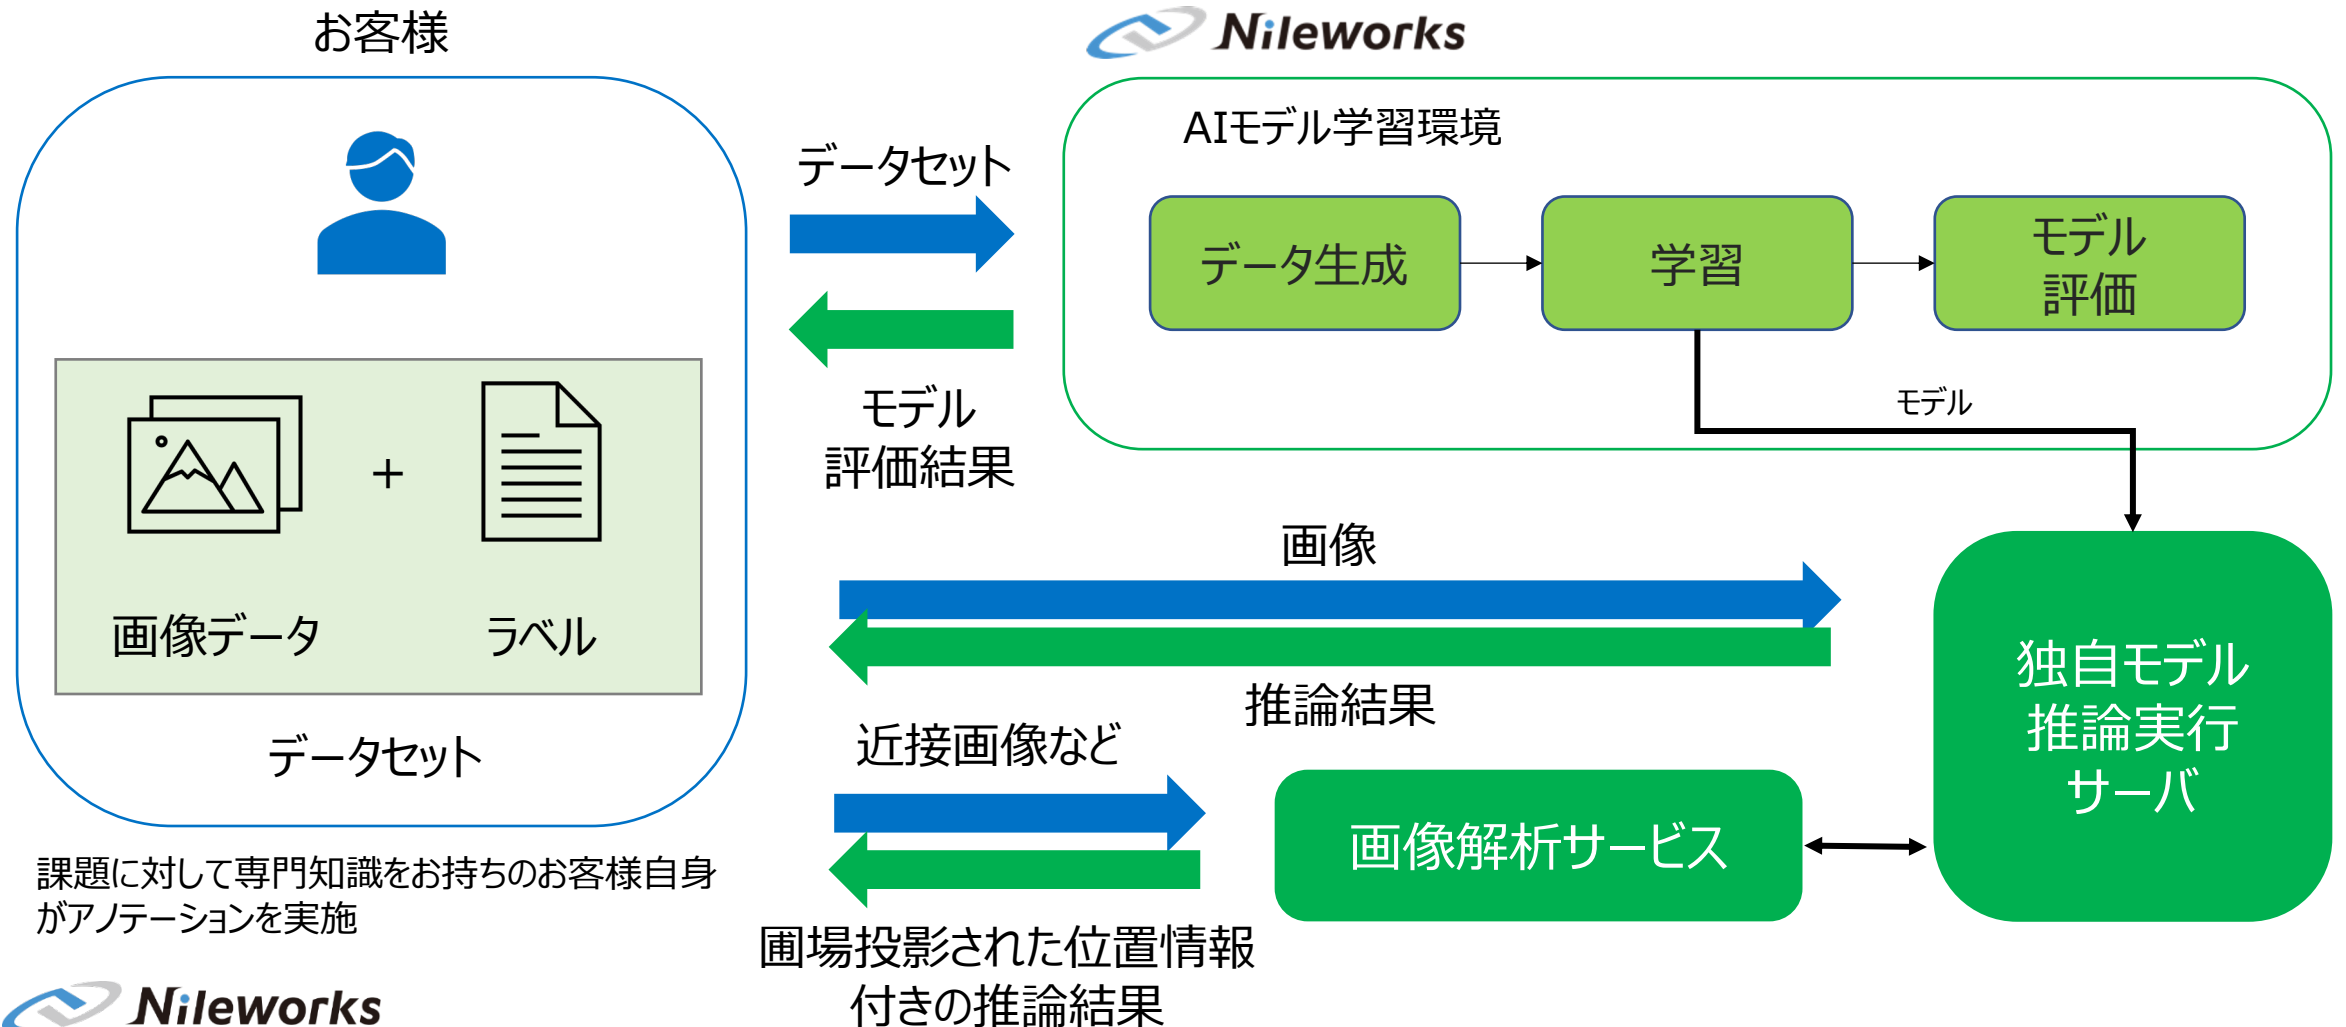 お客様
Nileworks
AIモデル学習環境
データセット
データ生成
学習
モデル
評価
モデル
評価結果
モデル
+
画像データ
ラベル
データセット
画像
推論結果
独自モデル
推論実行
サーバ
近接画像など
画像解析サービス
圃場投影された位置情報
付きの推論結果
課題に対して専門知識をお持ちのお客様自身
がアノテーションを実施
Nileworks